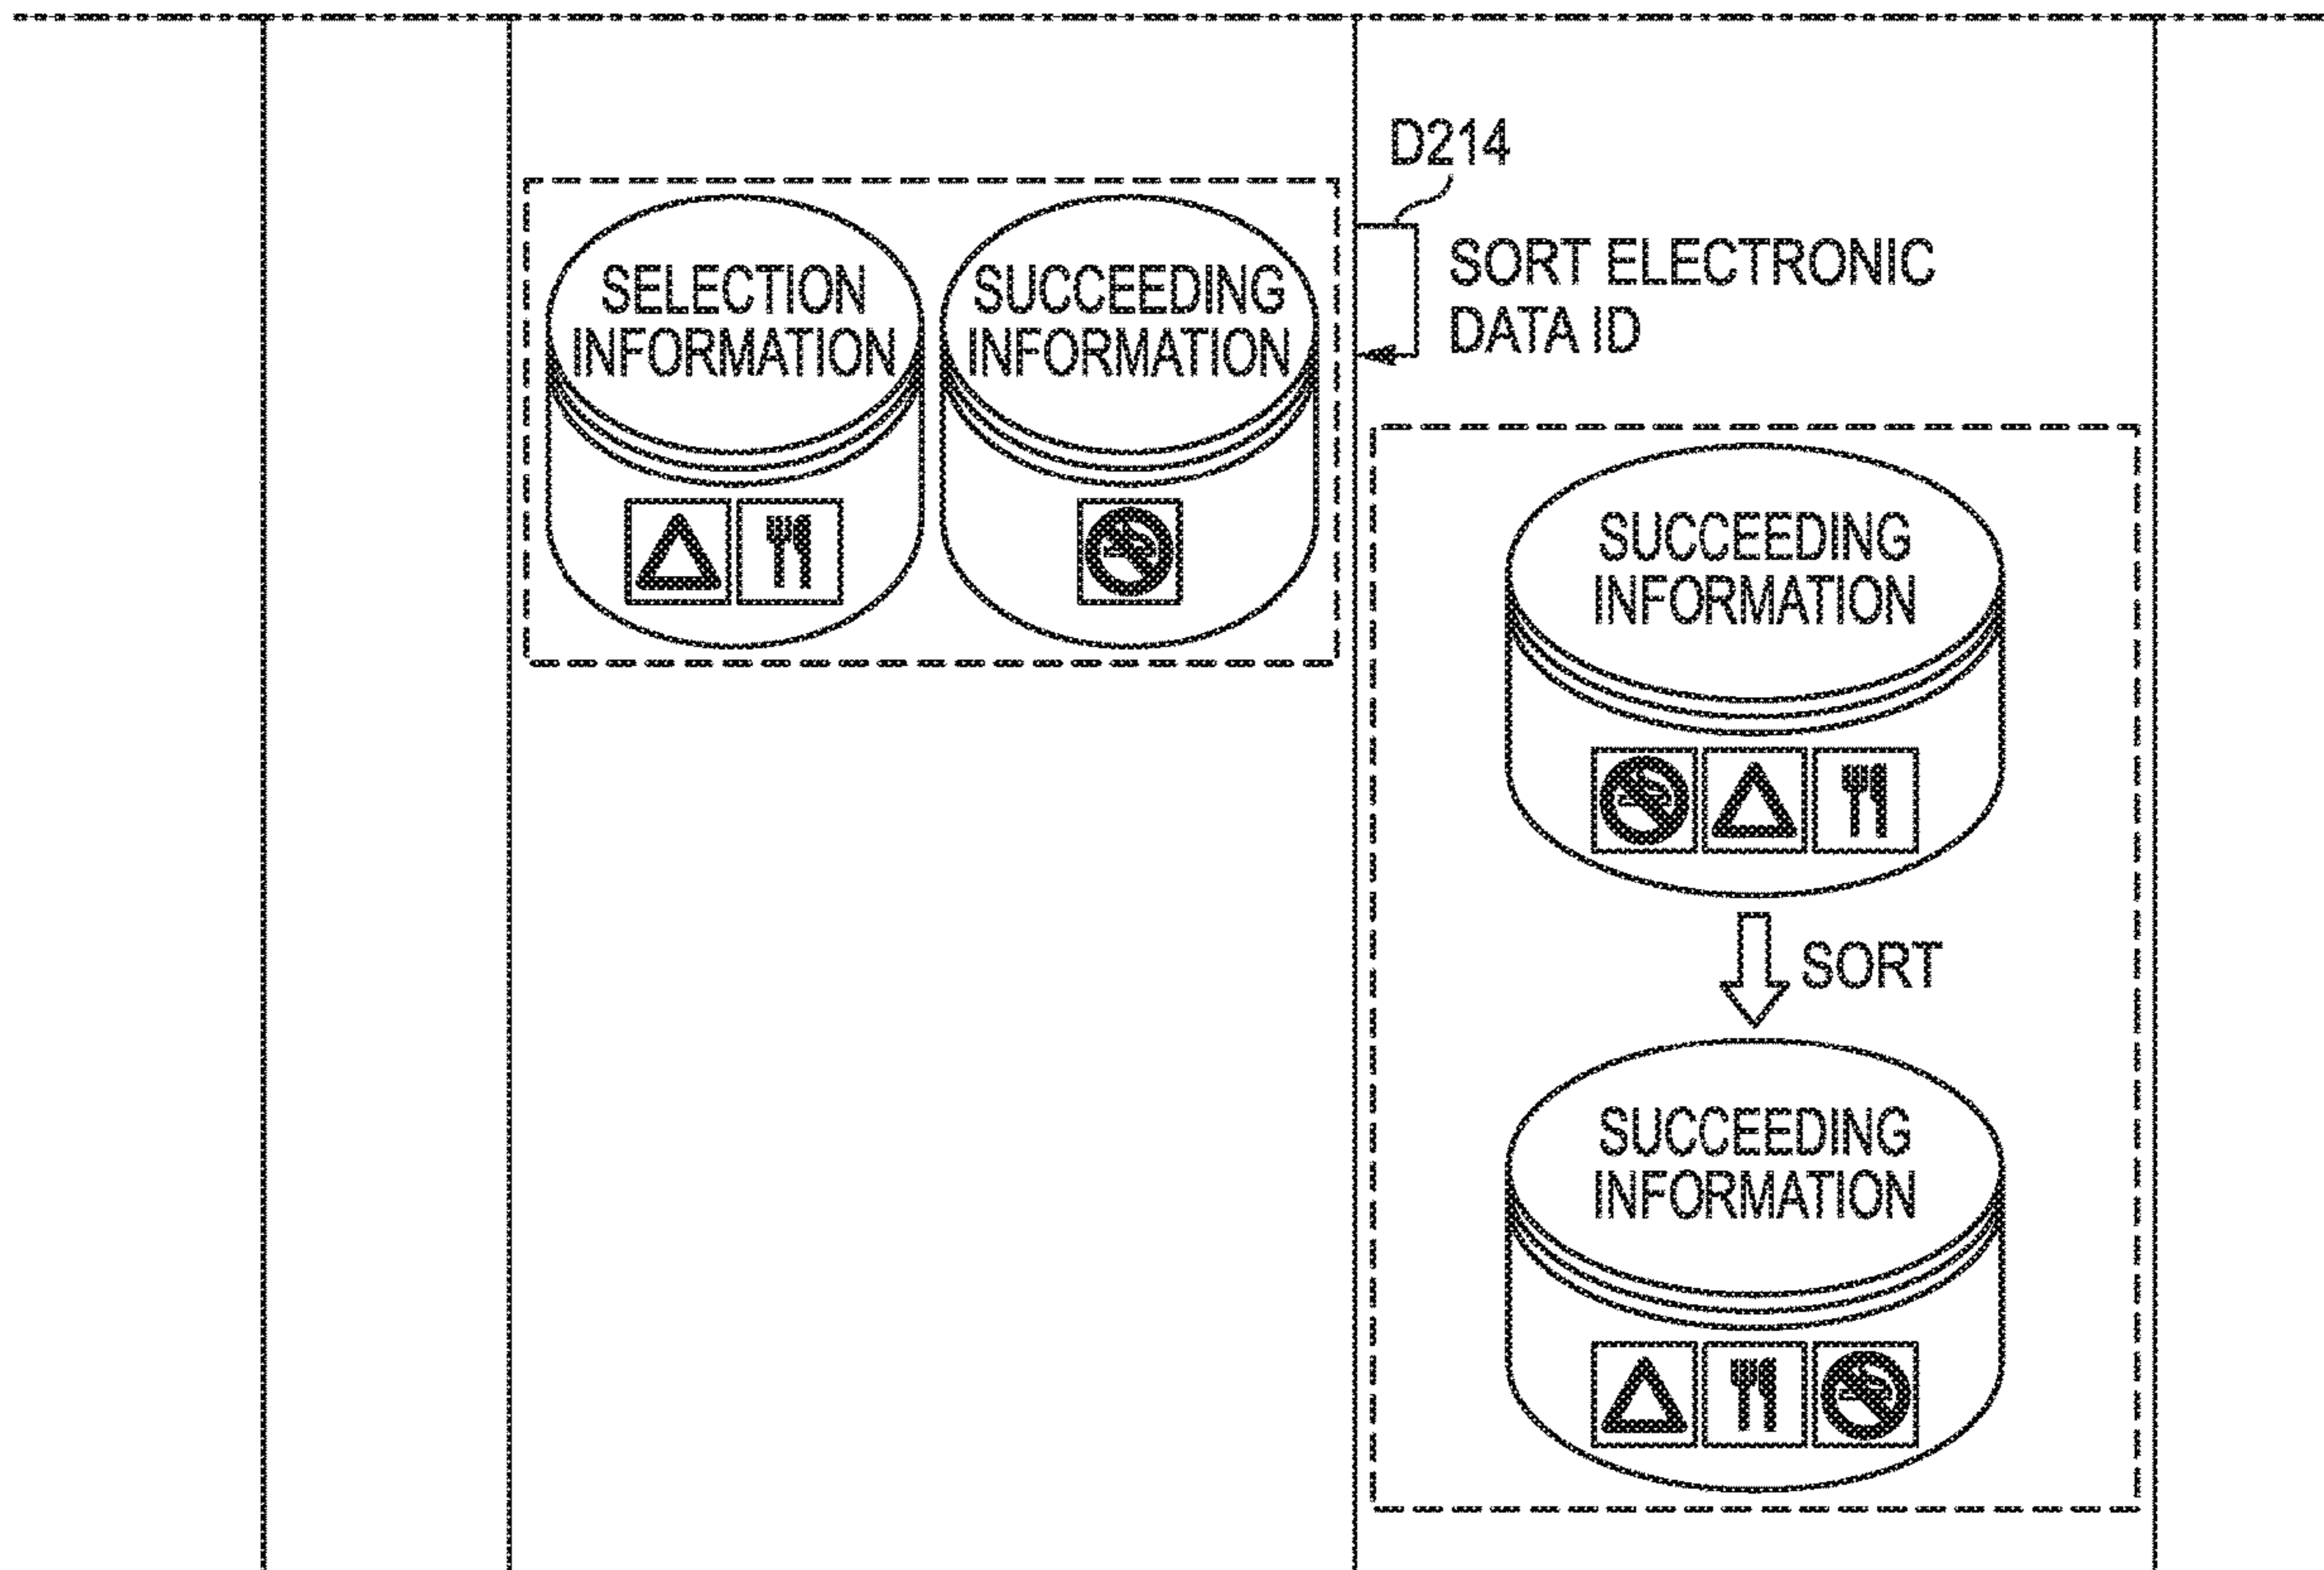 D214
SELECTION
INFORMATION
SUCCEEDING
INFORMATION
SORT ELECTRONIC
DATA ID
SUCCEEDING
INFORMATION
SORT
SUCCEEDING
INFORMATION